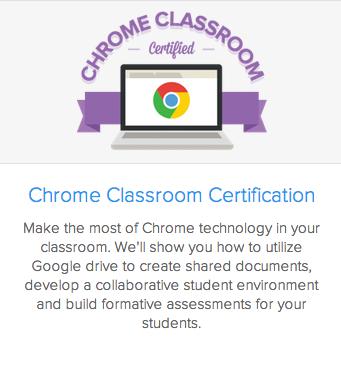 CHROME CLASSROOM
Certified
Chrome Classroom Certification
Make the most of Chrome technology in your
classroom. We'll show you how to utilize
Google drive to create shared documents,
develop a collaborative student environment
and build formative assessments for your
students.